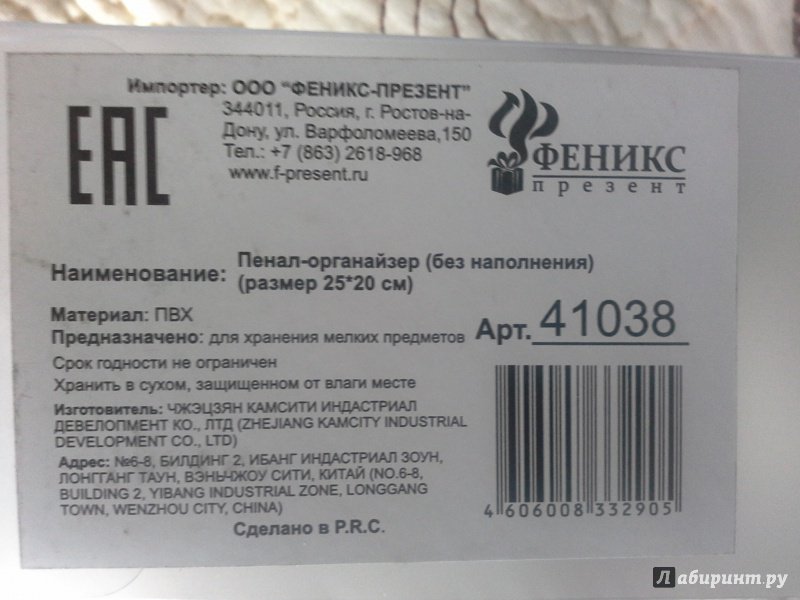 Импортер: ООО "ФЕНИКС-ПРЕЗЕНТ"
344011, Россия, г. Ростов-на-
Дону, ул. Варфоломеева,150
Тел.: +7 (863) 2618-968
www.f-present.ru
ЕАС
ФЕНИКС
презент
Наименование: Пенал-органайзер (без наполнения)
(размер 25*20 см)
Материал: ПВХ
Предназначено: для хранения мелких предметов
Арт. 41038
Срок годности не ограничен
Хранить в сухом, защищенном от влаги месте
Изготовитель: ЧЖЭЦЗЯН КАМСИТИ ИНДАСТРИАЛ
ДЕВЕЛОПМЕНТ КО., ЛТД (ZHEJIANG KAMCITY INDUSTRIAL
DEVELOPMENT CO., LTD)
Адрес: №6-8, БИЛДИНГ 2, ИБАНГ ИНДАСТРИАЛ ЗОУН,
ЛОНГГАНГ ТАУН, ВЭНЬЧЖОУ СИТИ, КИТАЙ (NO.6-8,
BUILDING 2, YIBANG INDUSTRIAL ZONE, LONGGANG
TOWN, WENZHOU CITY, CHINA)
Сделано в P.R.C.
4 606008 332905
Лабиринт.ру